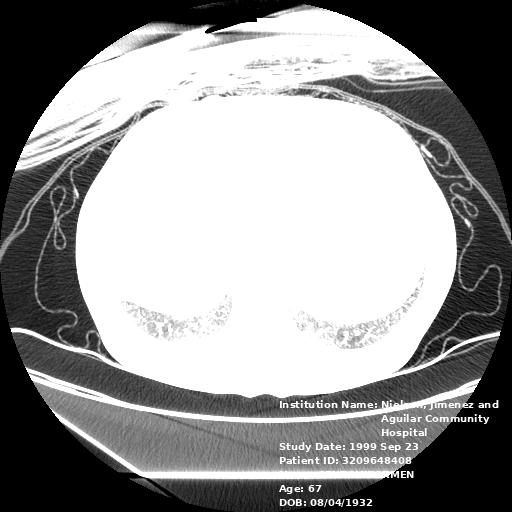 Institution Name: Nielsen, Jimenez and
Aguilar Community
Hospital
Study Date: 1999 Sep 23
Patient ID: 3209648408
Age: 67
DOB: 08/04/1932